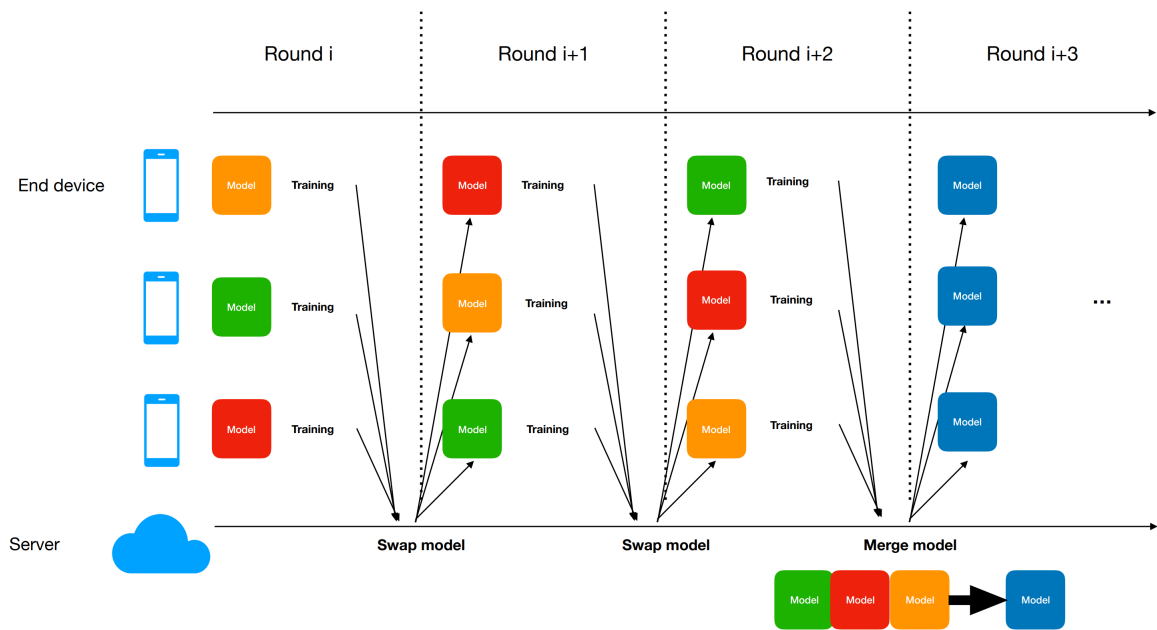 Round i
Round i+1
Round i+2
Round i+3
End device
Model
Training
Model
Training
Model
Training
Model
Model
Training
Model
Training
Model
Training
Model
...
Model
Training
Model
Training
Model
Training
Model
Server
Swap model
Swap model
Merge model
Model
Model
Model
Model